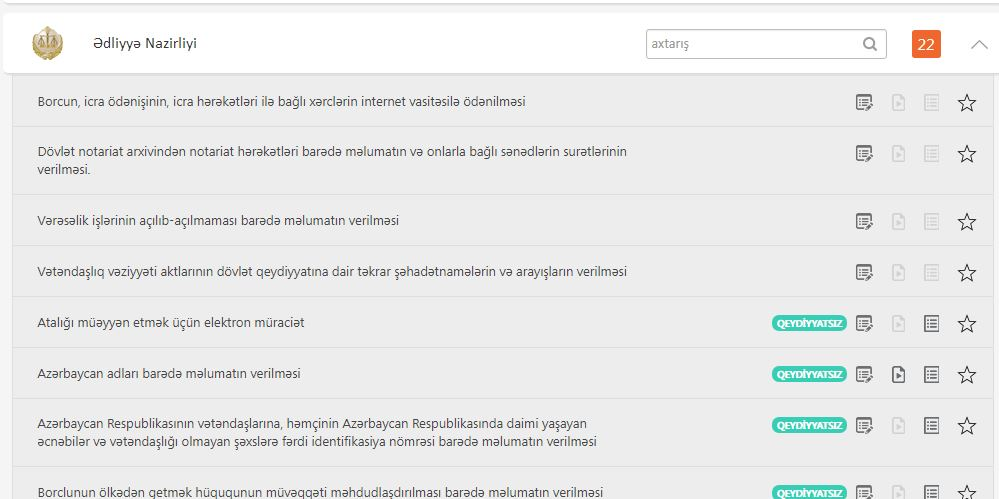 Ədliyyə Nazirliyi
axtarış
22
Borcun, icra ödənişinin, icra hərəkətləri ilə bağlı xərclərin internet vasitəsilə ödənilməsi
Dövlət notariat arxivindən notariat hərəkətləri barədə məlumatın və onlarla bağlı sənədlərin surətlərinin
verilməsi.
Vərəsəlik işlərinin açılıb-açılmaması barədə məlumatın verilməsi
Vətəndaşlıq vəziyyəti aktlarının dövlət qeydiyyatına dair təkrar şəhadətnamələrin və arayışların verilməsi
Atalığı müəyyən etmək üçün elektron müraciət
QEYDİYYATSIZ
Azərbaycan adları barədə məlumatın verilməsi
QEYDİYYATSIZ
Azərbaycan Respublikasının vətəndaşlarına, həmçinin Azərbaycan Respublikasında daimi yaşayan
əcnəbilər və vətəndaşlığı olmayan şəxslərə fərdi identifikasiya nömrəsi barədə məlumatın verilməsi
QEYDİYYATSIZ
Borclunun ölkədən getmək hüququnun müvəqqəti məhdudlaşdırılması barədə məlumatın verilməsi
QEYDİYYATSIZ